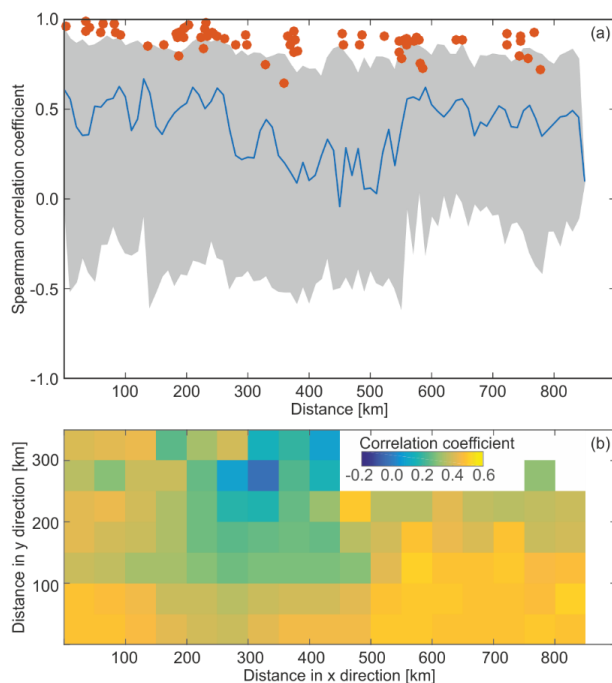 (a)
1.0
0.5
0.0
-0.5
-1.0
Spearman correlation coefficient
100 200 300 400 500 600 700 800
Distance [km]
(b)
Correlation coefficient
-0.2 0.0 0.2 0.4 0.6
300
200
100
Distance in y direction [km]
100 200 300 400 500 600 700 800
Distance in x direction [km]